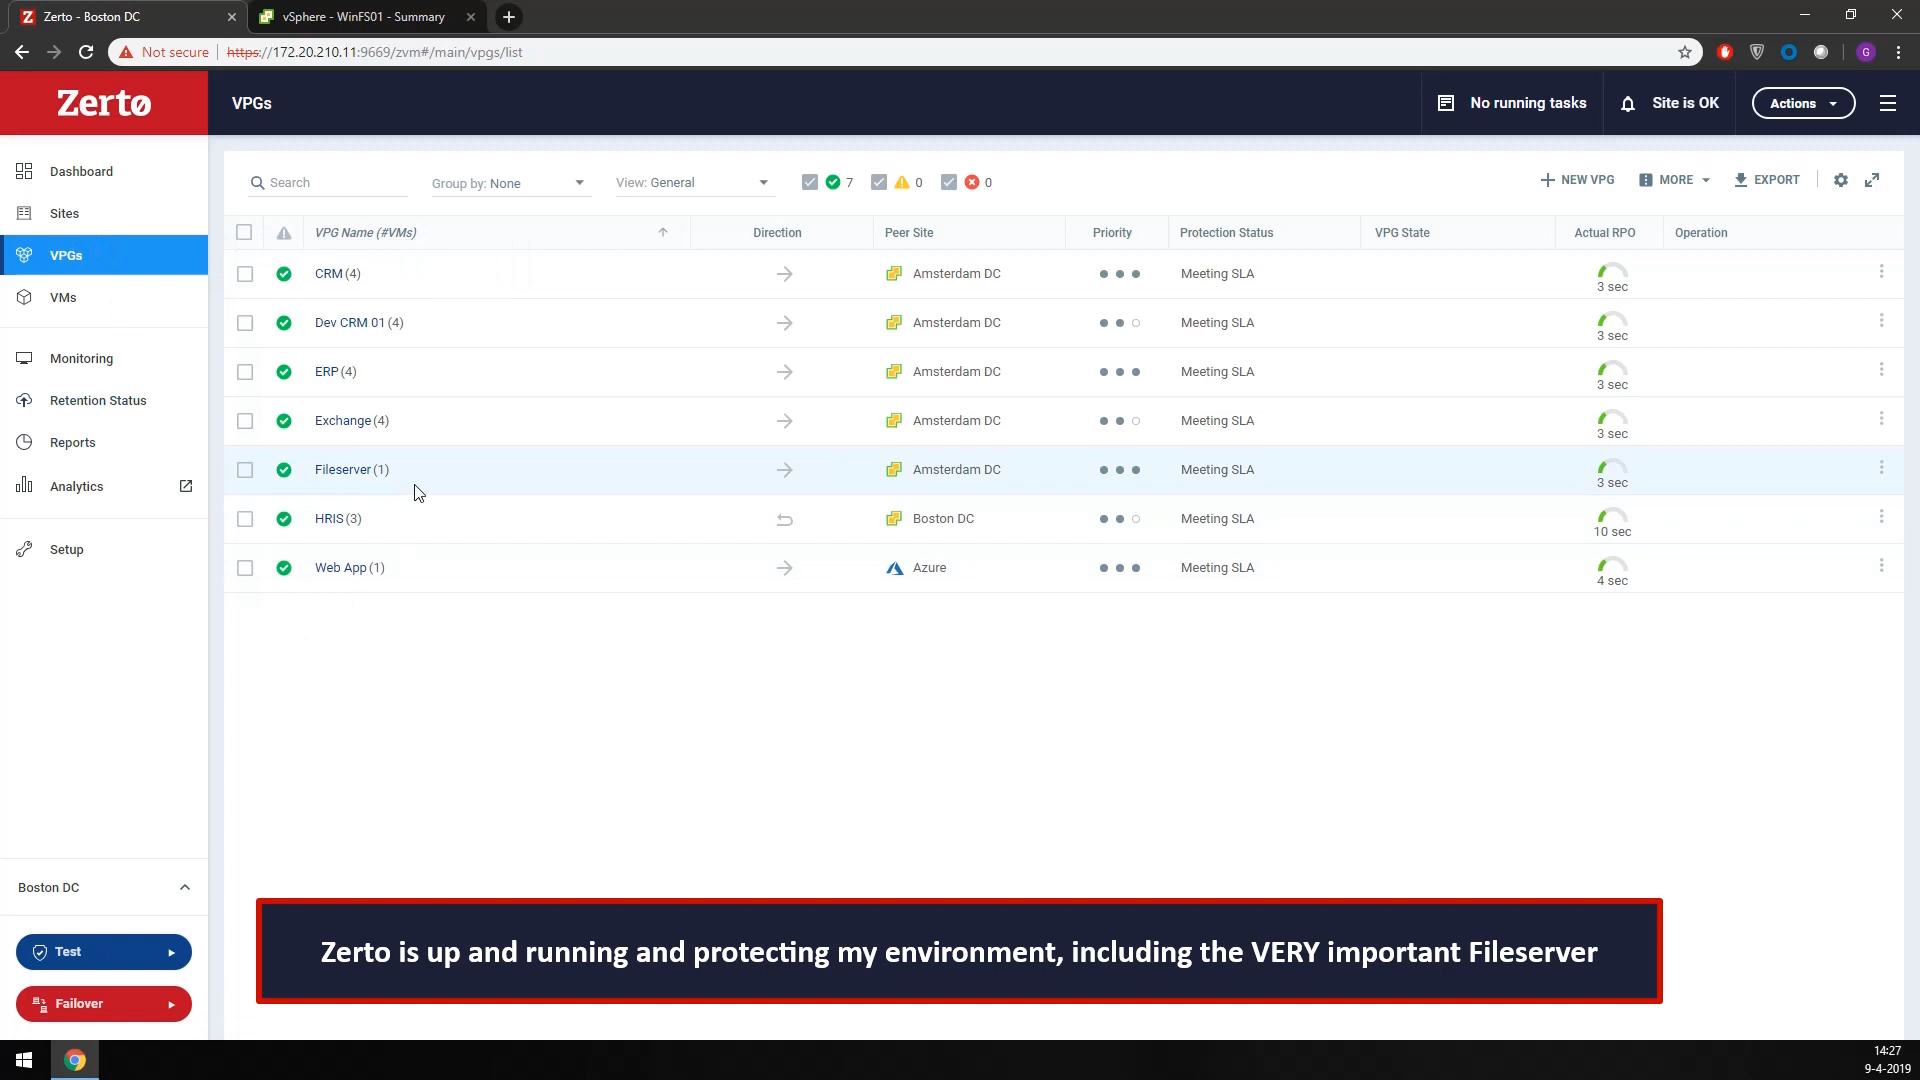 Zerto - Boston DC
vSphere - WinFS01 - Summary
Not secure
https://172.20.210.11:9669/zvm#/main/vpgs/list
G
Zerto
VPGs
No running tasks
Site is OK
Actions
Dashboard
Sites
VPGs
VMs
Monitoring
Retention Status
Reports
Analytics
Setup
Boston DC
Test
Failover
Search
Group by: None
View: General
7
0
0
NEW VPG
MORE
EXPORT
VPG Name (#VMs) Direction Peer Site Priority Protection Status VPG State Actual RPO Operation
CRM (4) Amsterdam DC Meeting SLA 3 sec
Dev CRM 01 (4) Amsterdam DC Meeting SLA 3 sec
ERP (4) Amsterdam DC Meeting SLA 3 sec
Exchange (4) Amsterdam DC Meeting SLA 3 sec
Fileserver (1) Amsterdam DC Meeting SLA 3 sec
HRIS (3) Boston DC Meeting SLA 10 sec
Web App (1) Azure Meeting SLA 4 sec
Zerto is up and running and protecting my environment, including the VERY important Fileserver
14:27
9-4-2019